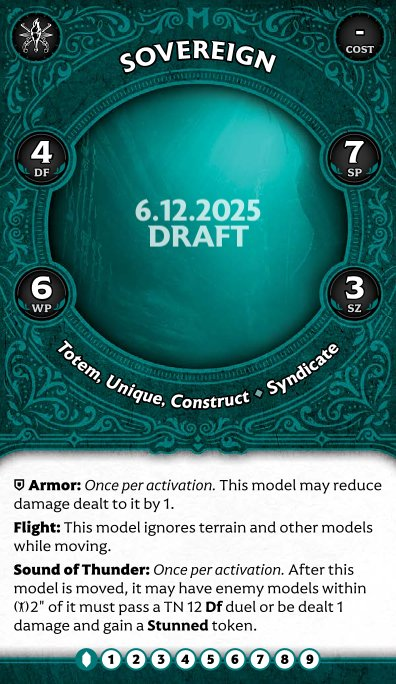 -
COST
SOVEREIGN
4
DF
7
SP
6.12.2025
DRAFT
6
WP
3
SZ
Totem, Unique, Construct ◆ Syndicate
Armor: Once per activation. This model may reduce
damage dealt to it by 1.
Flight: This model ignores terrain and other models
while moving.
Sound of Thunder: Once per activation. After this
model is moved, it may have enemy models within
2" of it must pass a TN 12 Df duel or be dealt 1
damage and gain a Stunned token.
1 2 3 4 5 6 7 8 9